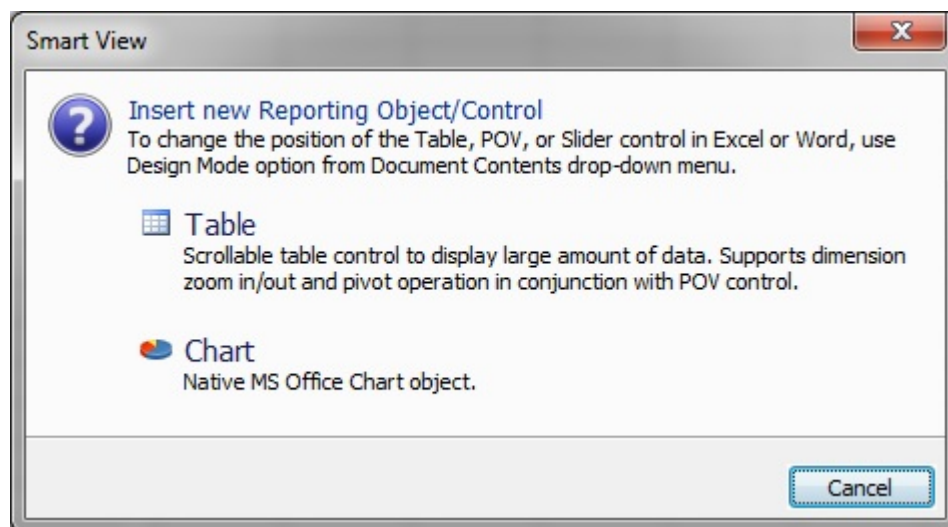 Smart View
Insert new Reporting Object/Control
To change the position of the Table, POV, or Slider control in Excel or Word, use
Design Mode option from Document Contents drop-down menu.
Table
Scrollable table control to display large amount of data. Supports dimension
zoom in/out and pivot operation in conjunction with POV control.
Chart
Native MS Office Chart object.
Cancel